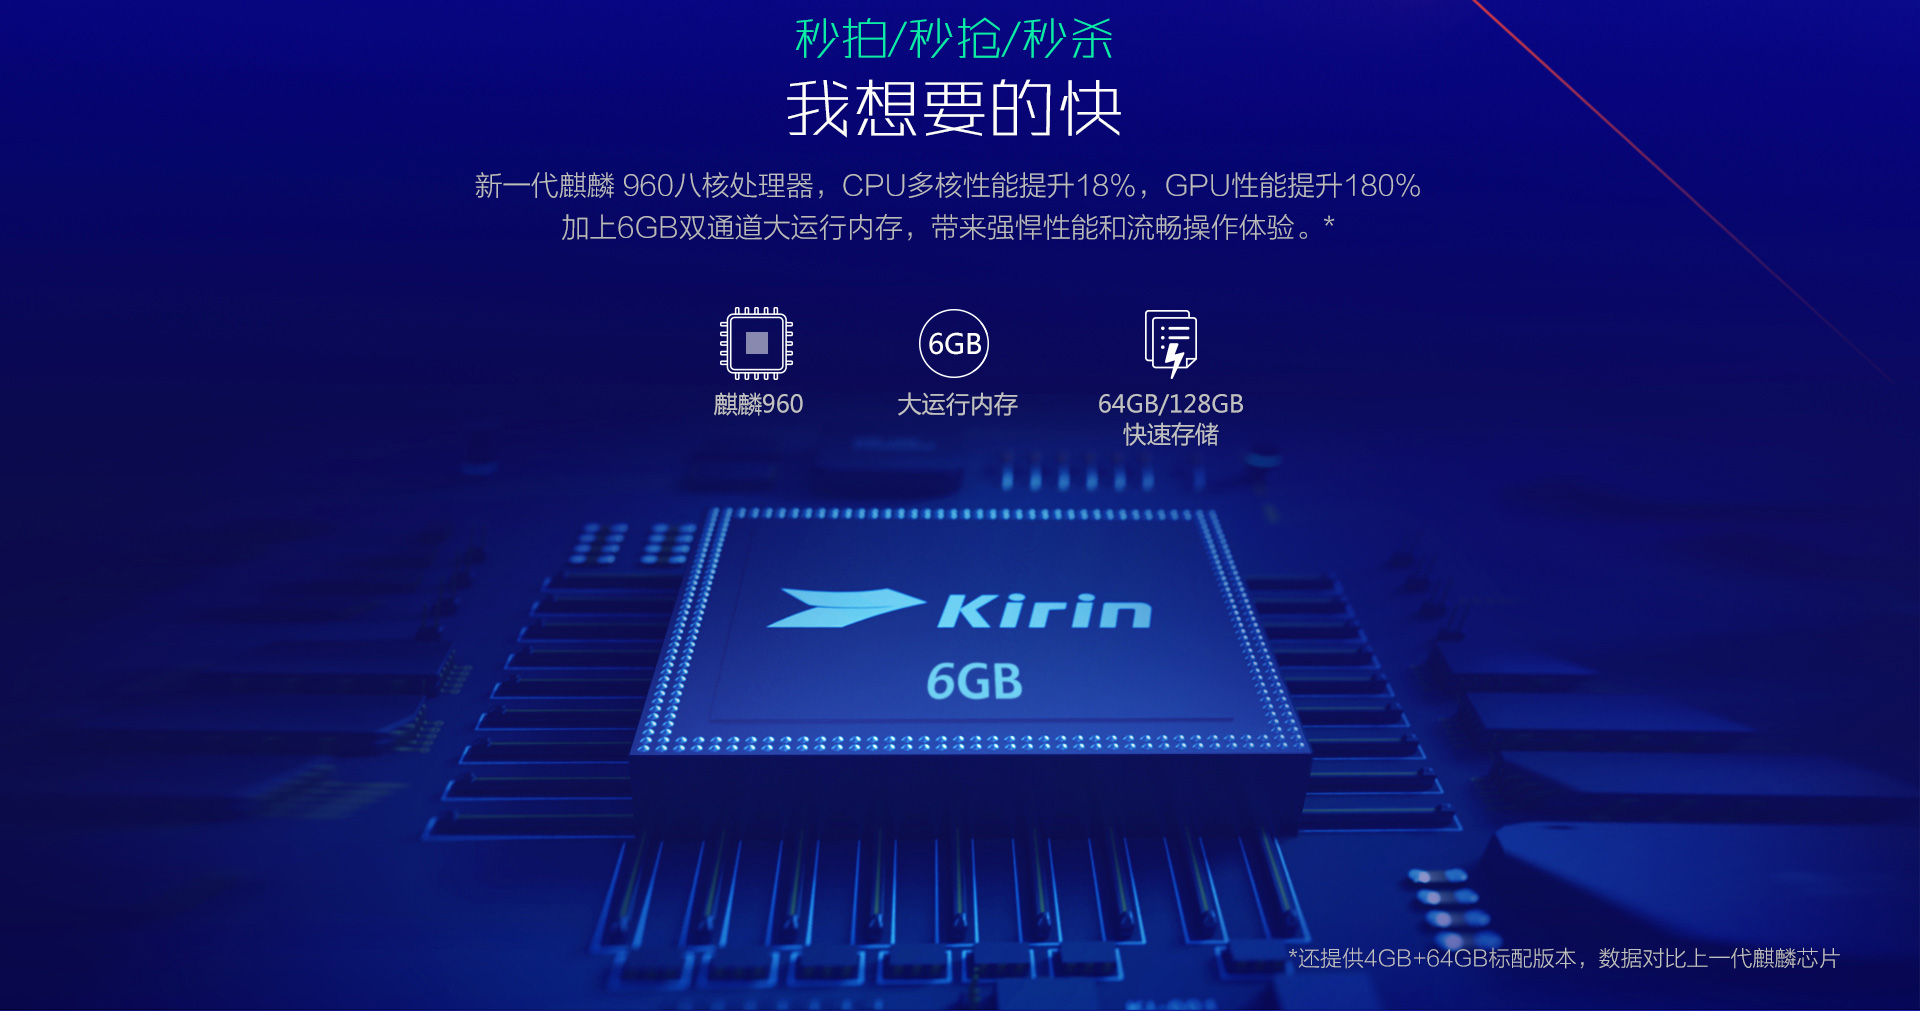 秒拍/秒抢/秒杀
我想要的快
新一代麒麟 960八核处理器，CPU多核性能提升18%，GPU性能提升180%
加上6GB双通道大运行内存，带来强悍性能和流畅操作体验。*
6GB
麒麟960
大运行内存
64GB/128GB
快速存储
Kirin
6GB
*还提供4GB+64GB标配版本，数据对比上一代麒麟芯片